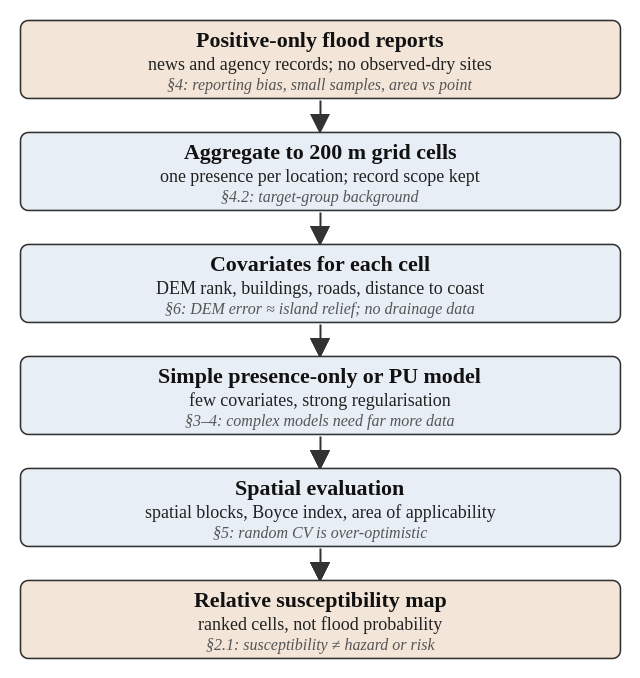 Positive-only flood reports
news and agency records; no observed-dry sites
§4: reporting bias, small samples, area vs point
Aggregate to 200 m grid cells
one presence per location; record scope kept
§4.2: target-group background
Covariates for each cell
DEM rank, buildings, roads, distance to coast
§6: DEM error ≈ island relief; no drainage data
Simple presence-only or PU model
few covariates, strong regularisation
§3–4: complex models need far more data
Spatial evaluation
spatial blocks, Boyce index, area of applicability
§5: random CV is over-optimistic
Relative susceptibility map
ranked cells, not flood probability
§2.1: susceptibility ≠ hazard or risk